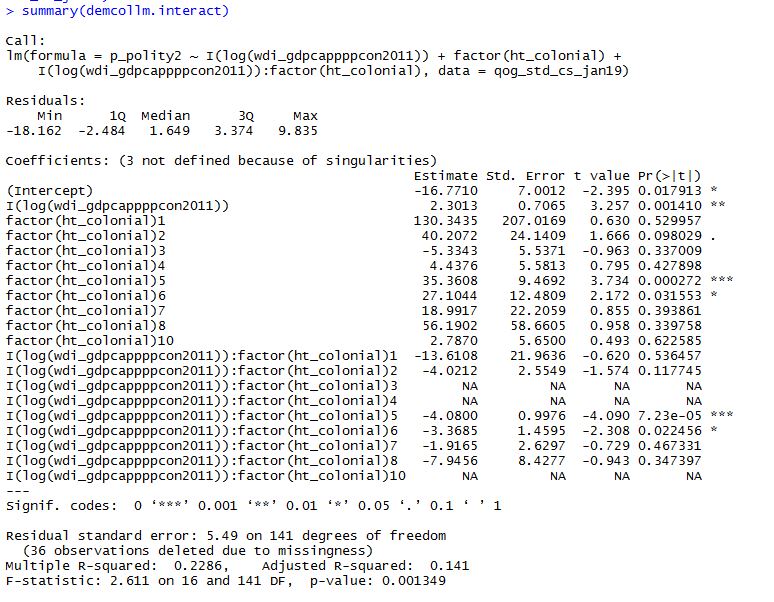 > summary(demcollm.interact)
Call:
lm(formula = p_polity2 ~ I(log(wdi_gdpcappppcon2011)) + factor(ht_colonial) +
    I(log(wdi_gdpcappppcon2011)):factor(ht_colonial), data = qog_std_cs_jan19)
Residuals:
    Min      1Q  Median      3Q     Max
-18.162  -2.484   1.649   3.374   9.835
Coefficients: (3 not defined because of singularities)
Estimate Std. Error t value Pr(>|t|)
(Intercept) -16.7710 7.0012 -2.395 0.017913 *
I(log(wdi_gdpcappppcon2011)) 2.3013 0.7065 3.257 0.001410 **
factor(ht_colonial)1 130.3435 207.0169 0.630 0.529957
factor(ht_colonial)2 40.2072 24.1409 1.666 0.098029 .
factor(ht_colonial)3 -5.3343 5.5371 -0.963 0.337009
factor(ht_colonial)4 4.4376 5.5813 0.795 0.427898
factor(ht_colonial)5 35.3608 9.4692 3.734 0.000272 ***
factor(ht_colonial)6 27.1044 12.4809 2.172 0.031553 *
factor(ht_colonial)7 18.9917 22.2059 0.855 0.393861
factor(ht_colonial)8 56.1902 58.6605 0.958 0.339758
factor(ht_colonial)10 2.7870 5.6500 0.493 0.622585
I(log(wdi_gdpcappppcon2011)):factor(ht_colonial)1 -13.6108 21.9636 -0.620 0.536457
I(log(wdi_gdpcappppcon2011)):factor(ht_colonial)2 -4.0212 2.5549 -1.574 0.117745
I(log(wdi_gdpcappppcon2011)):factor(ht_colonial)3 NA NA NA NA
I(log(wdi_gdpcappppcon2011)):factor(ht_colonial)4 NA NA NA NA
I(log(wdi_gdpcappppcon2011)):factor(ht_colonial)5 -4.0800 0.9976 -4.090 7.23e-05 ***
I(log(wdi_gdpcappppcon2011)):factor(ht_colonial)6 -3.3685 1.4595 -2.308 0.022456 *
I(log(wdi_gdpcappppcon2011)):factor(ht_colonial)7 -1.9165 2.6297 -0.729 0.467331
I(log(wdi_gdpcappppcon2011)):factor(ht_colonial)8 -7.9456 8.4277 -0.943 0.347397
I(log(wdi_gdpcappppcon2011)):factor(ht_colonial)10 NA NA NA NA
---
Signif. codes:  0 ‘***’ 0.001 ‘**’ 0.01 ‘*’ 0.05 ‘.’ 0.1 ‘ ’ 1
Residual standard error: 5.49 on 141 degrees of freedom
  (36 observations deleted due to missingness)
Multiple R-squared:  0.2286,    Adjusted R-squared:  0.141
F-statistic: 2.611 on 16 and 141 DF,  p-value: 0.001349